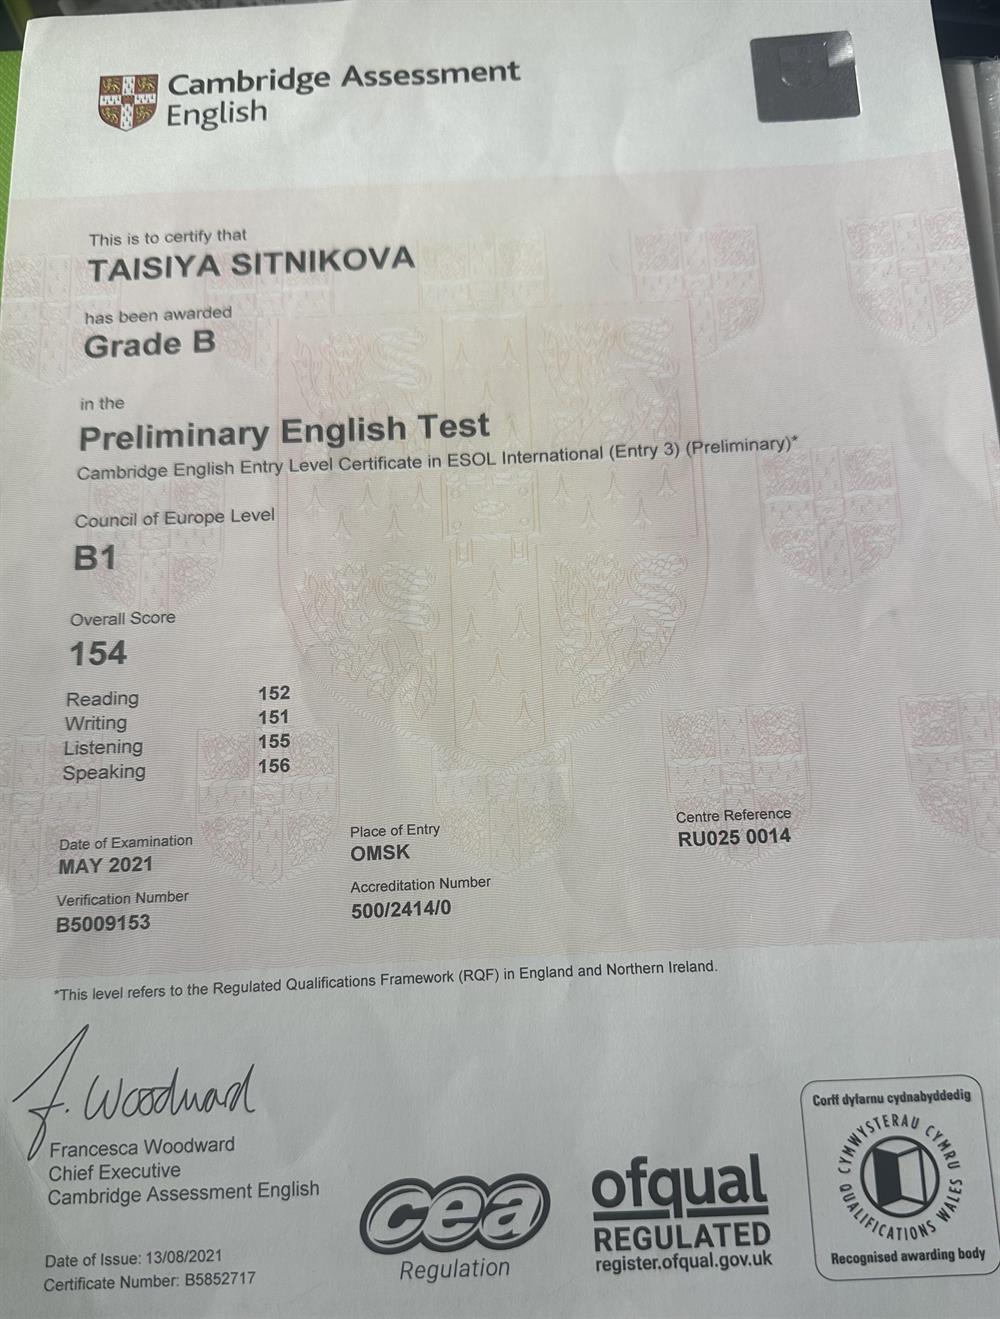 Cambridge Assessment
English
This is to certify that
TAISIYA SITNIKOVA
has been awarded
Grade B
in the
Preliminary English Test
Cambridge English Entry Level Certificate in ESOL International (Entry 3) (Preliminary)*
Council of Europe Level
B1
Overall Score
154
Reading 152
Writing 151
Listening 155
Speaking 156
Date of Examination
MAY 2021
Place of Entry
OMSK
Centre Reference
RU025 0014
Verification Number
B5009153
Accreditation Number
500/2414/0
*This level refers to the Regulated Qualifications Framework (RQF) in England and Northern Ireland.
F. Woodward
Francesca Woodward
Chief Executive
Cambridge Assessment English
Date of Issue: 13/08/2021
Certificate Number: B5852717
cea
Regulation
ofqual
REGULATED
register.ofqual.gov.uk
Corff dyfarnu cydnabyddedig
CYMWYSTERAU CYMRU
QUALIFICATIONS WALES
Recognised awarding body